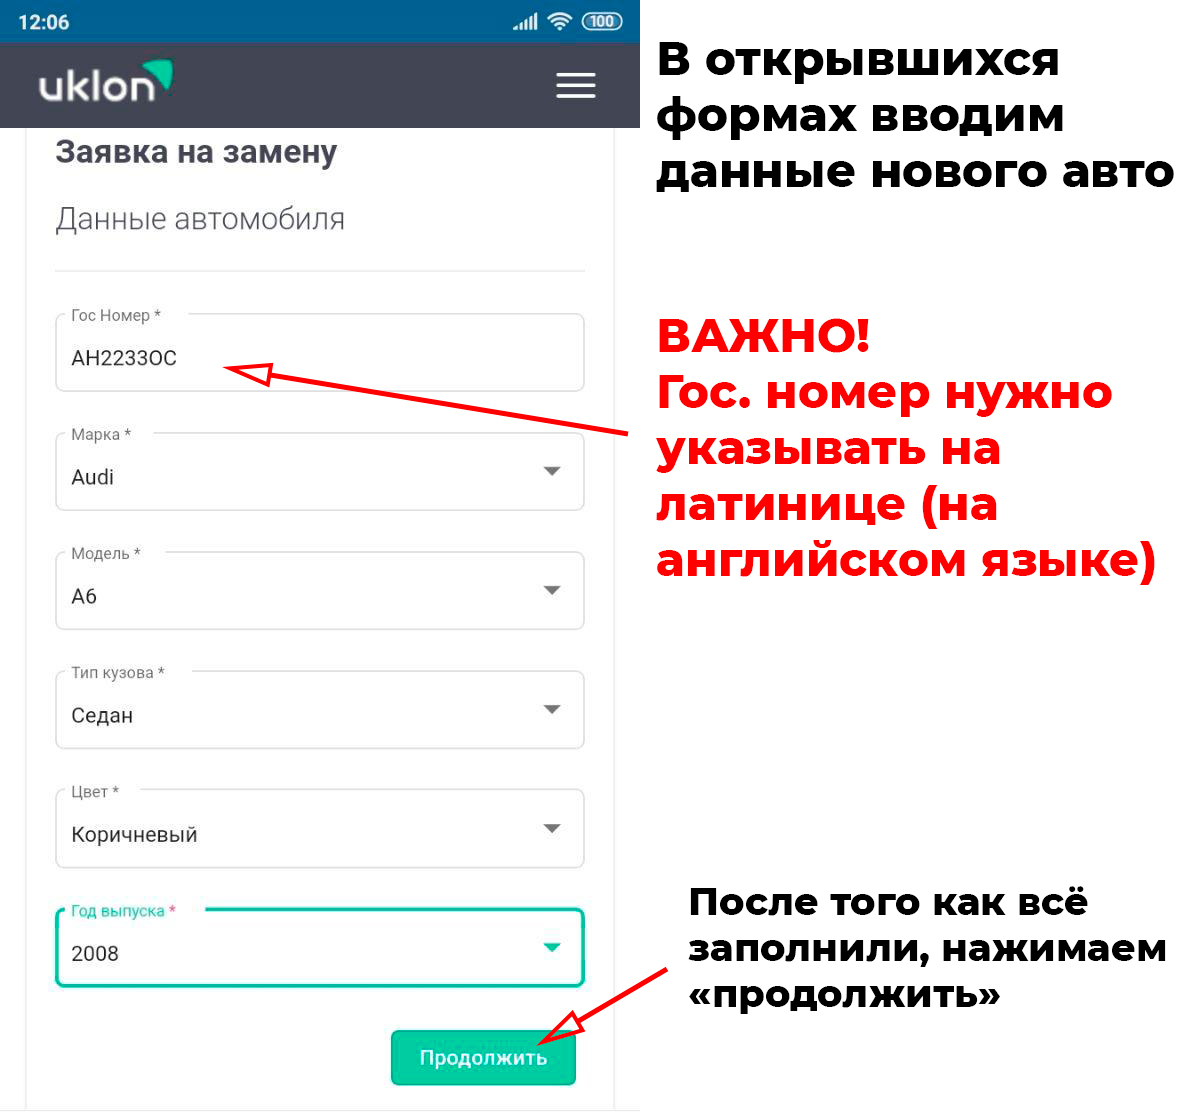 12:06
100
uklon
Заявка на замену
Данные автомобиля
Гос Номер *
AH2233OC
Марка *
Audi
Модель *
A6
Тип кузова *
Седан
Цвет *
Коричневый
Год выпуска *
2008
Продолжить
В открывшихся
формах вводим
данные нового авто
ВАЖНО!
Гос. номер нужно
указывать на
латинице (на
английском языке)
После того как всё
заполнили, нажимаем
«продолжить»